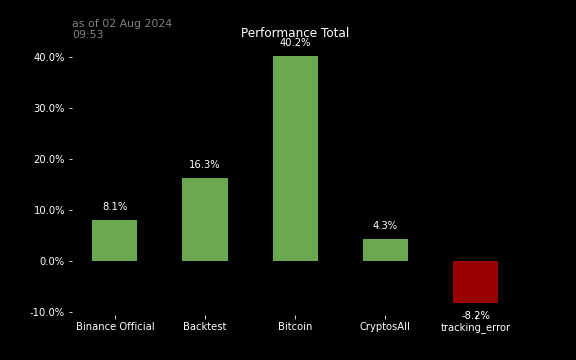 as of 02 Aug 2024
09:53
Performance Total
40.2%
40.0%
30.0%
20.0%
16.3%
10.0%
8.1%
4.3%
0.0%
-10.0%
-8.2%
Binance Official
Backtest
Bitcoin
CryptosAll
tracking_error